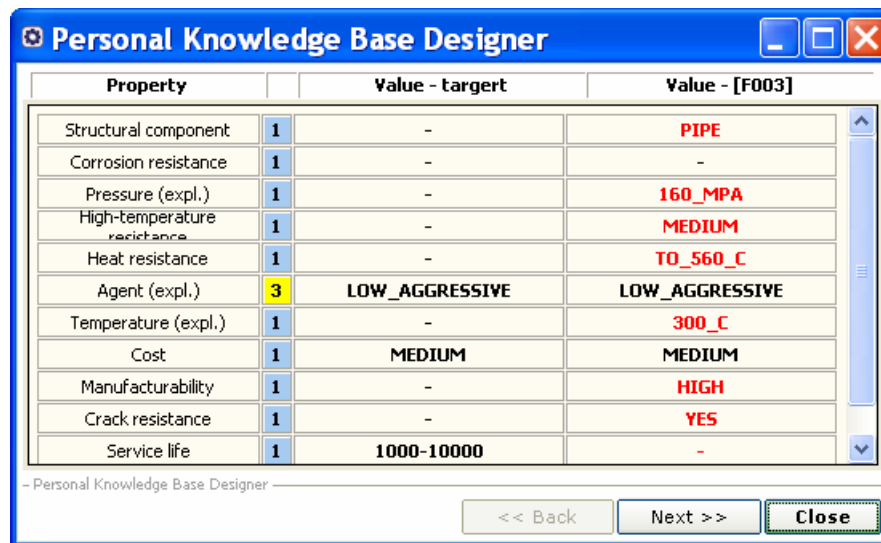 Personal Knowledge Base Designer
Property Value - targert Value - [F003]
Structural component 1 - PIPE
Corrosion resistance 1 - -
Pressure (expl.) 1 - 160_MPA
High-temperature resistance 1 - MEDIUM
Heat resistance 1 - TO_560_C
Agent (expl.) 3 LOW_AGGRESSIVE LOW_AGGRESSIVE
Temperature (expl.) 1 - 300_C
Cost 1 MEDIUM MEDIUM
Manufacturability 1 - HIGH
Crack resistance 1 - YES
Service life 1 1000-10000 -
Personal Knowledge Base Designer
<< Back Next >> Close